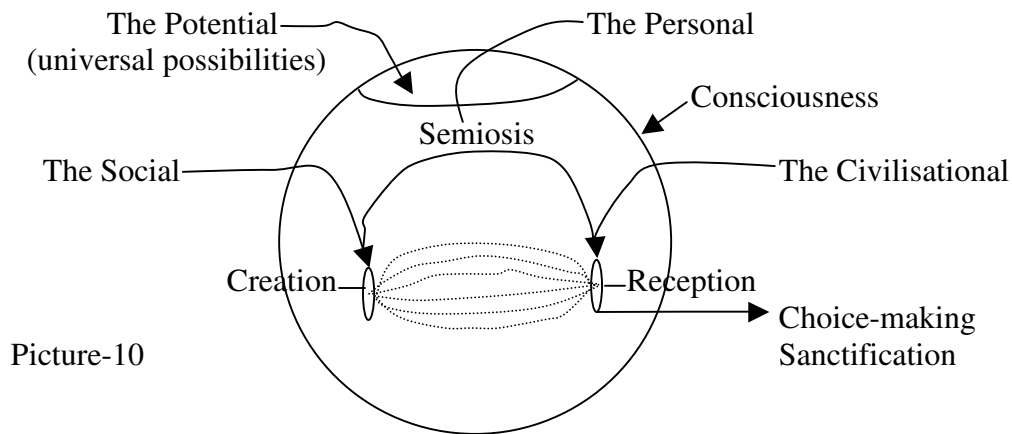 The Potential
(universal possibilities)
The Personal
Consciousness
Semiosis
The Social
The Civilisational
Creation
Reception
Choice-making
Sanctification
Picture-10